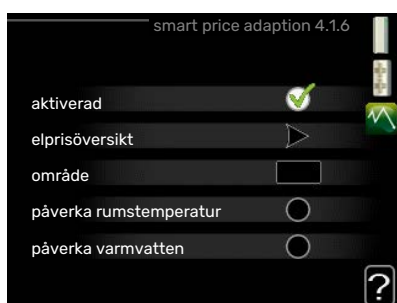 smart price adaption 4.1.6
aktiverad
elprisöversikt
område
påverka rumstemperatur
påverka varmvatten
?